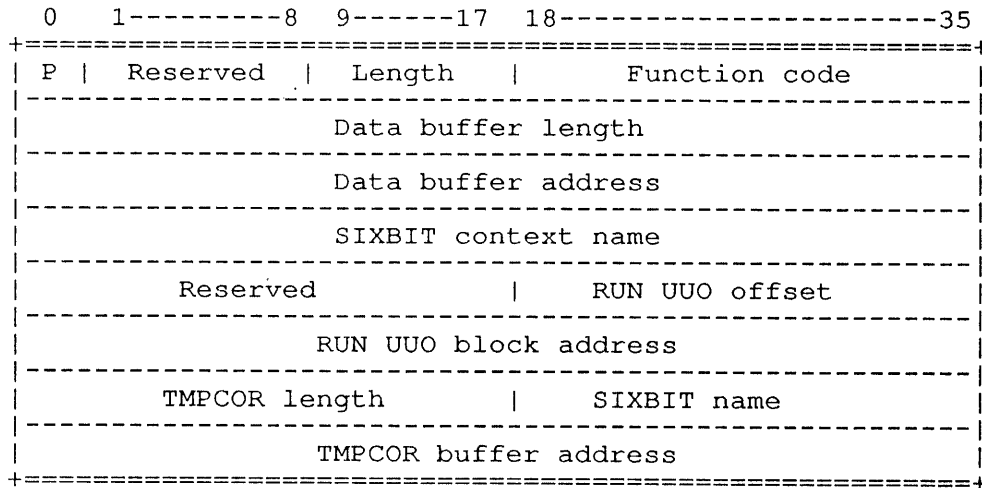 0 1---------8 9------17 18----------------------35
+=========================================================+
| P | Reserved | Length | Function code |
|---------------------------------------------------------|
| Data buffer length |
|---------------------------------------------------------|
| Data buffer address |
|---------------------------------------------------------|
| SIXBIT context name |
|---------------------------------------------------------|
| Reserved | RUN UUO offset |
|---------------------------------------------------------|
| RUN UUO block address |
|---------------------------------------------------------|
| TMPCOR length | SIXBIT name |
|---------------------------------------------------------|
| TMPCOR buffer address |
+=========================================================+